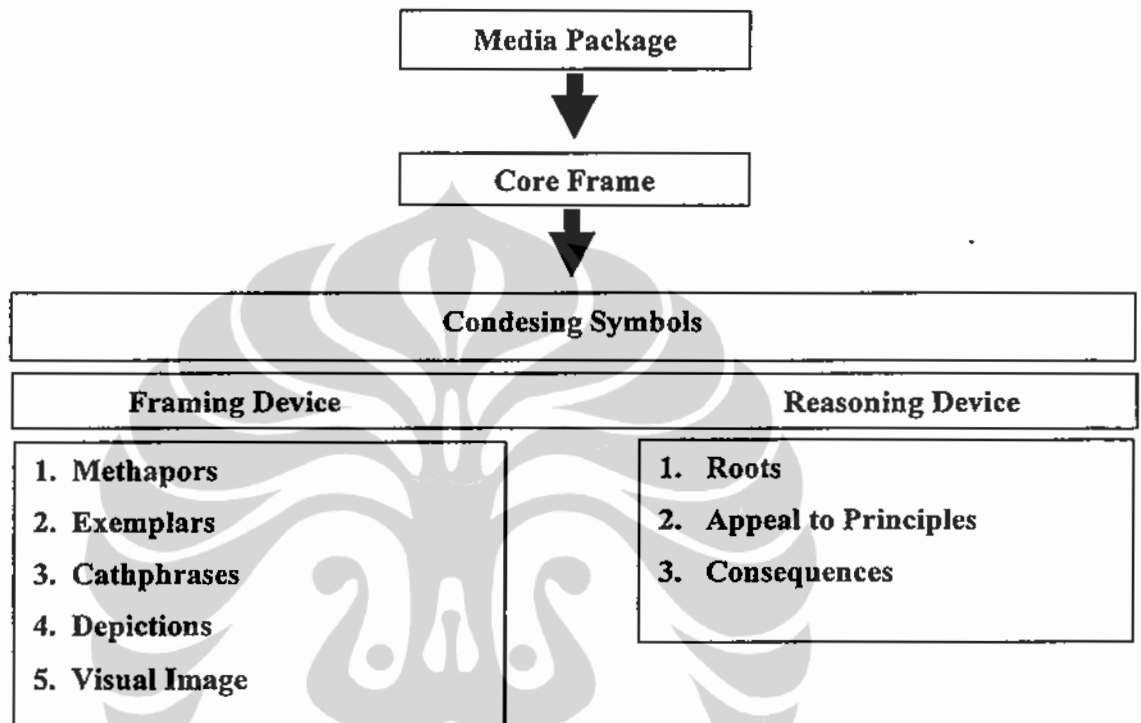 Media Package
Core Frame
Condesing Symbols
Framing Device
Reasoning Device
1. Methapors
2. Exemplars
3. Cathphrases
4. Depictions
5. Visual Image
1. Roots
2. Appeal to Principles
3. Consequences